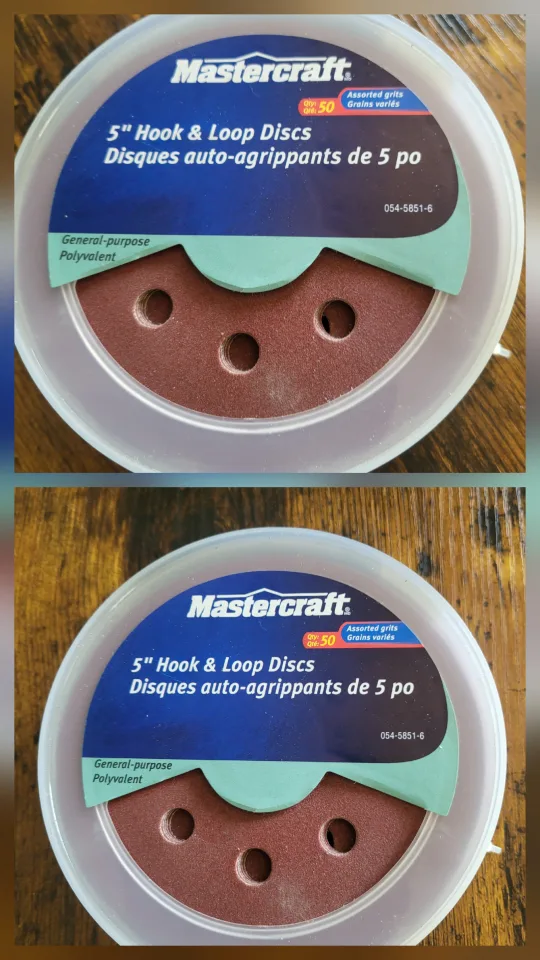 Mastercraft®
Qty: 50 Assorted grits
Qté: Grains variés
5" Hook & Loop Discs
Disques auto-agrippants de 5 po
054-5851-6
General-purpose
Polyvalent
Mastercraft®
Qty: 50 Assorted grits
Qté: Grains variés
5" Hook & Loop Discs
Disques auto-agrippants de 5 po
054-5851-6
General-purpose
Polyvalent